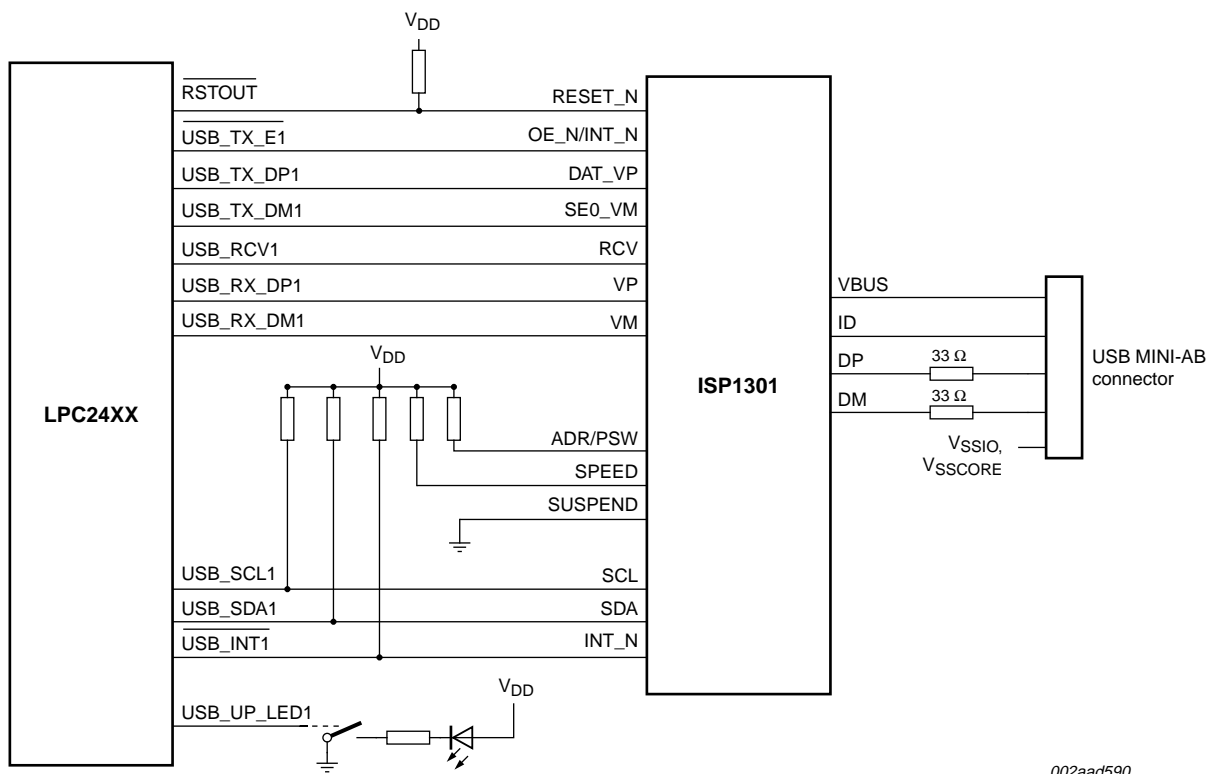 VDD
RSTOUT
RESET_N
USB_TX_E1
OE_N/INT_N
USB_TX_DP1
DAT_VP
USB_TX_DM1
SE0_VM
USB_RCV1
RCV
USB_RX_DP1
VP
USB_RX_DM1
VM
VBUS
ID
DP
33 Ω
DM
33 Ω
USB MINI-AB
connector
VSSIO,
VSSCORE
VDD
LPC24XX
ISP1301
ADR/PSW
SPEED
SUSPEND
USB_SCL1
SCL
USB_SDA1
SDA
USB_INT1
INT_N
VDD
USB_UP_LED1
002aad590